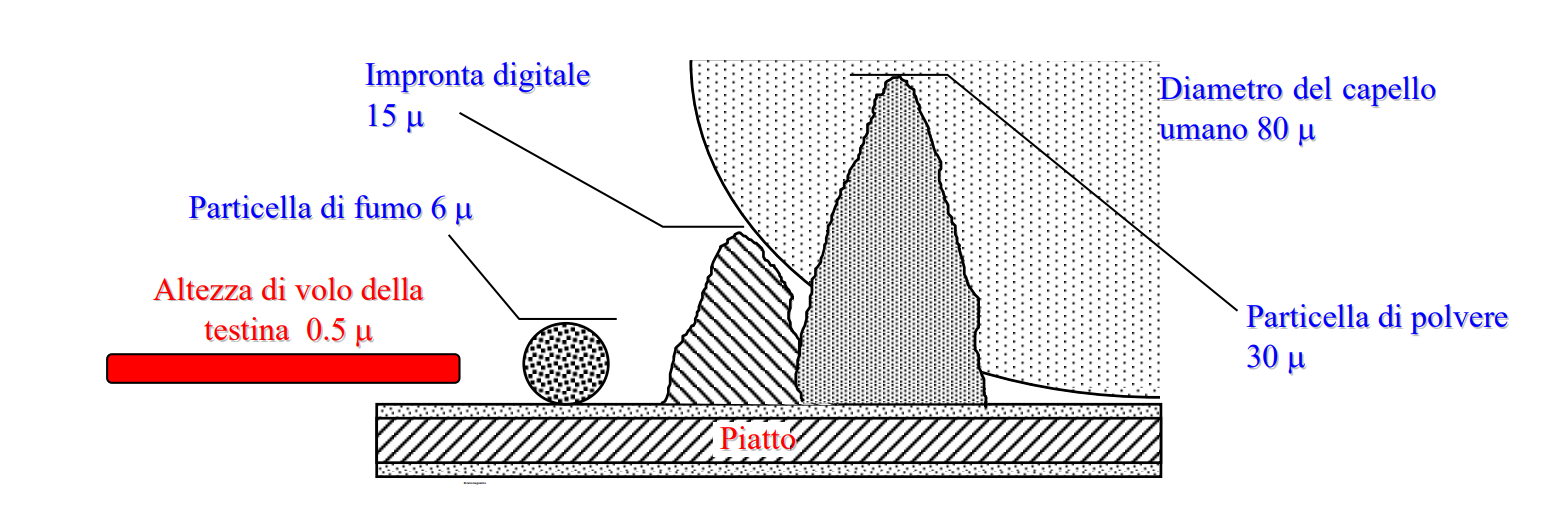 Impronta digitale
15 μ
Diametro del capello
umano 80 μ
Particella di fumo 6 μ
Altezza di volo della
testina 0.5 μ
Particella di polvere
30 μ
Piatto